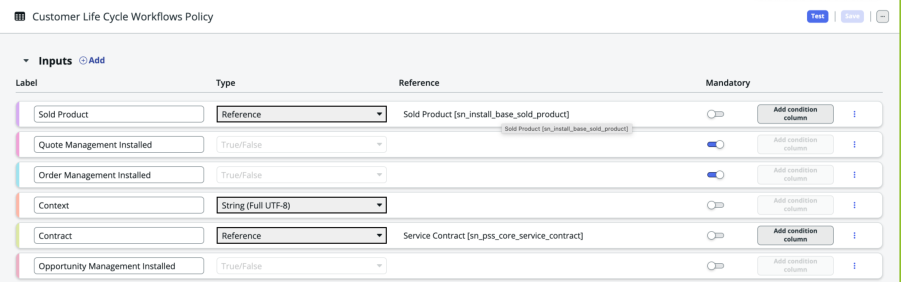 Customer Life Cycle Workflows Policy
Test
Save
Inputs
Add
Label Type Reference Mandatory
Sold Product Reference Sold Product [sn_install_base_sold_product] Add condition column
Sold Product [sn_install_base_sold_product]
Quote Management Installed True/False Add condition column
Order Management Installed True/False Add condition column
Context String (Full UTF-8) Add condition column
Contract Reference Service Contract [sn_pss_core_service_contract] Add condition column
Opportunity Management Installed True/False Add condition column